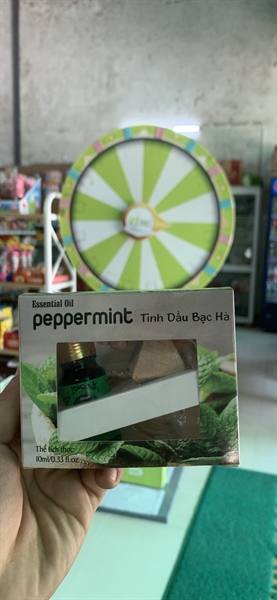 Essential Oil
peppermint Tinh Dầu Bạc Hà
Thể tích thực:
10ml/0.33 fl.oz